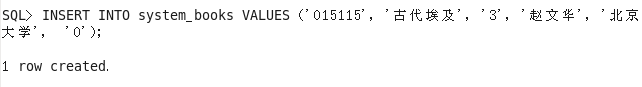 SQL> INSERT INTO system_books VALUES ('015115', '古代埃及', '3', '赵文华', '北京
大学', '0');
1 row created.